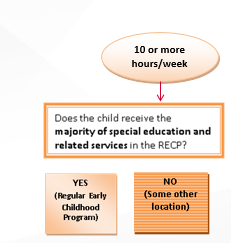 10 or more
hours/week
Does the child receive the
majority of special education and
related services in the RECP?
YES
(Regular Early
Childhood
Program)
NO
(Some other
location)